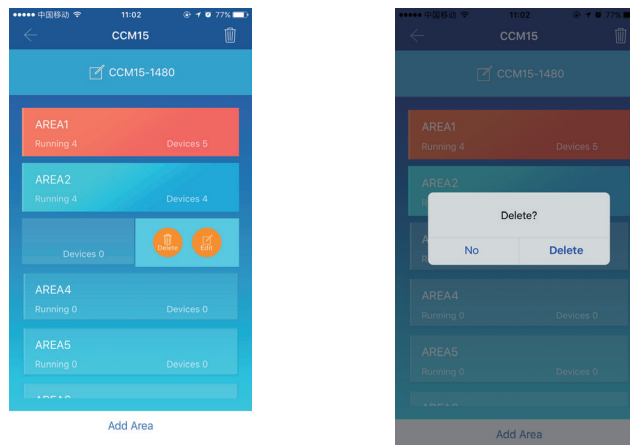 中国移动 11:02 77%
CCM15
CCM15-1480
AREA1
Running 4 Devices 5
AREA2
Running 4 Devices 4
Devices 0
Delete Edit
AREA4
Running 0 Devices 0
AREA5
Running 0 Devices 0
AREA6
Add Area
中国移动 11:02 77%
CCM15
CCM15-1480
AREA1
Running 4 Devices 5
AREA2
Delete?
No Delete
AREA4
Running 0 Devices 0
AREA5
Running 0 Devices 0
Add Area